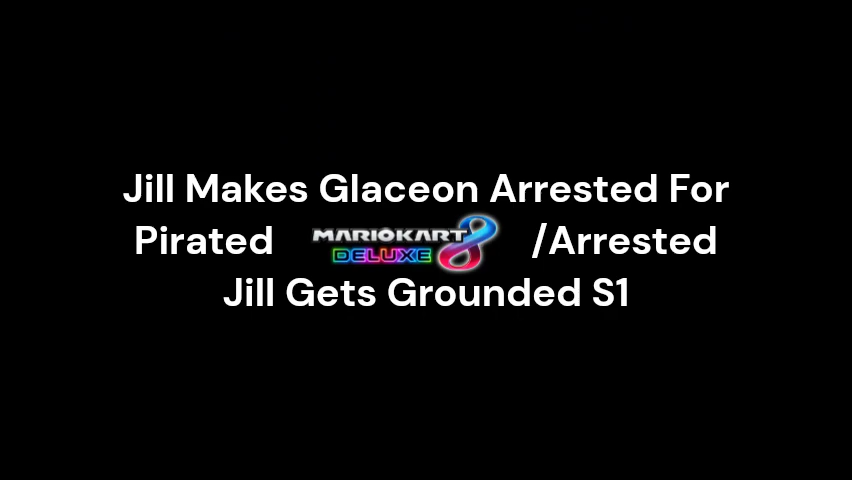 Jill Makes Glaceon Arrested For
Pirated MARIOKART 8 DELUXE /Arrested
Jill Gets Grounded S1